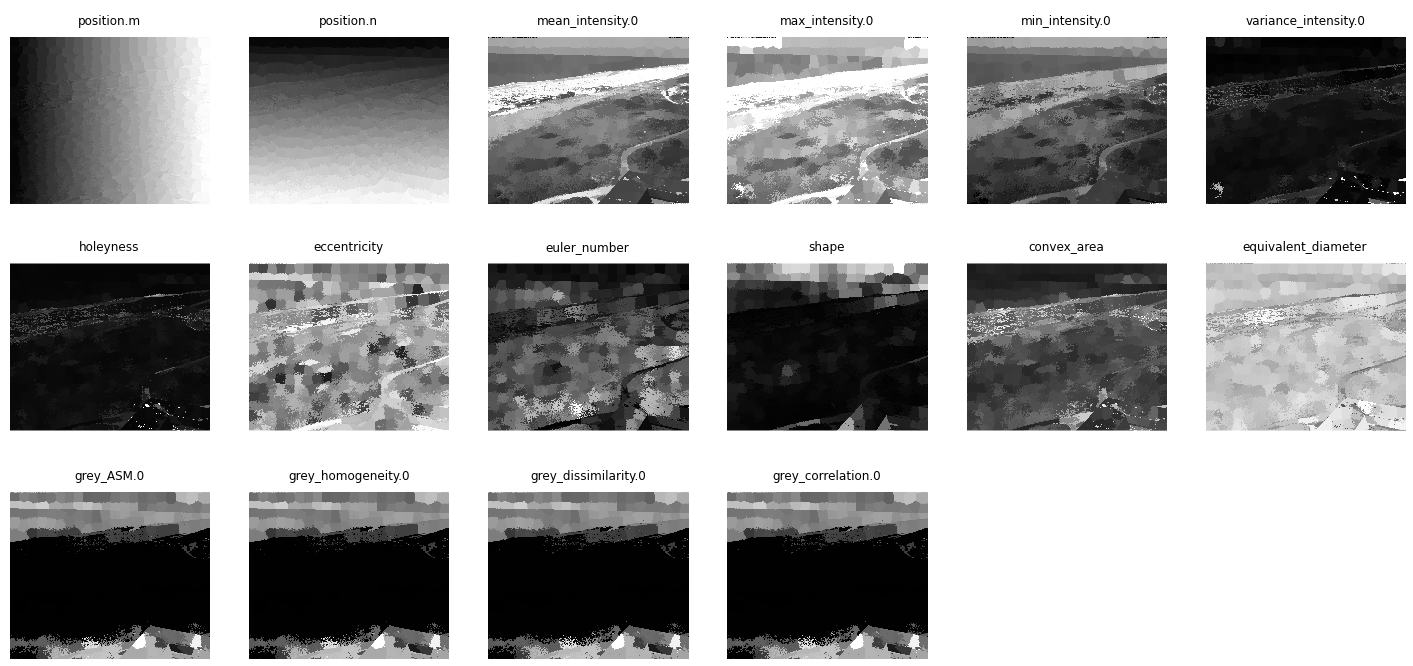 position.m
position.n
mean_intensity.0
max_intensity.0
min_intensity.0
variance_intensity.0
holeyness
eccentricity
euler_number
shape
convex_area
equivalent_diameter
grey_ASM.0
grey_homogeneity.0
grey_dissimilarity.0
grey_correlation.0